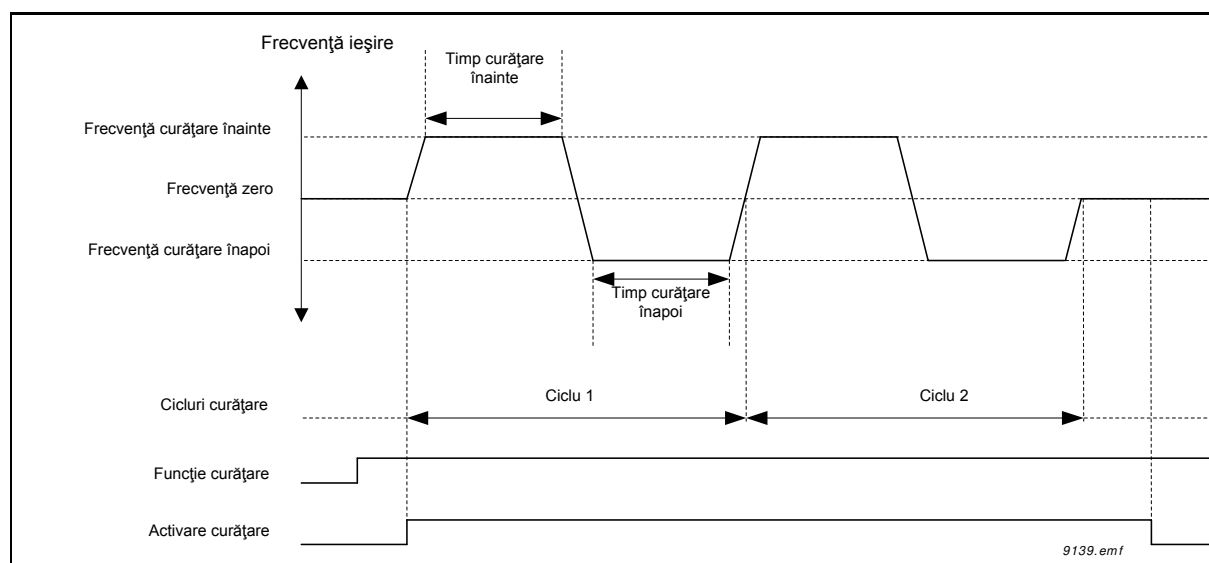 Frecvenţă ieşire
Timp curăţare
înainte
Frecvenţă curăţare înainte
Frecvenţă zero
Frecvenţă curăţare înapoi
Timp curăţare
înapoi
Cicluri curăţare
Ciclu 1
Ciclu 2
Funcţie curăţare
Activare curăţare
9139.emf